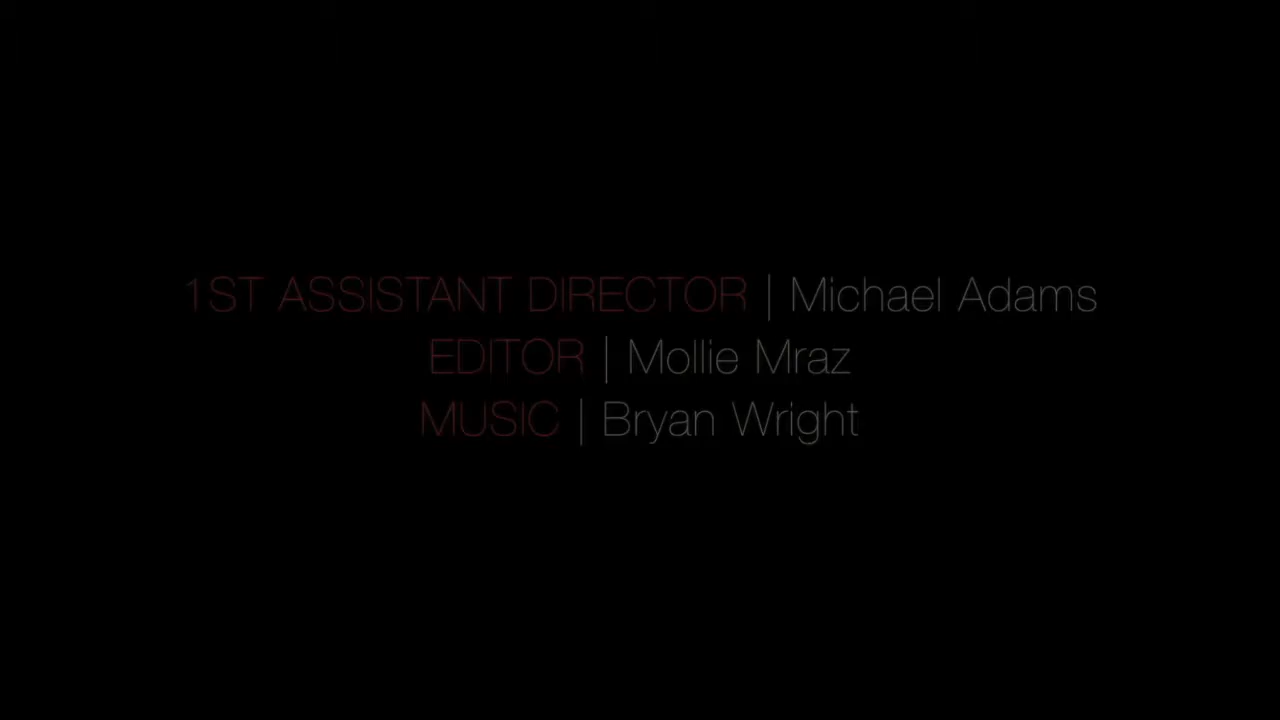 1ST ASSISTANT DIRECTOR | Michael Adams
EDITOR | Mollie Mraz
MUSIC | Bryan Wright